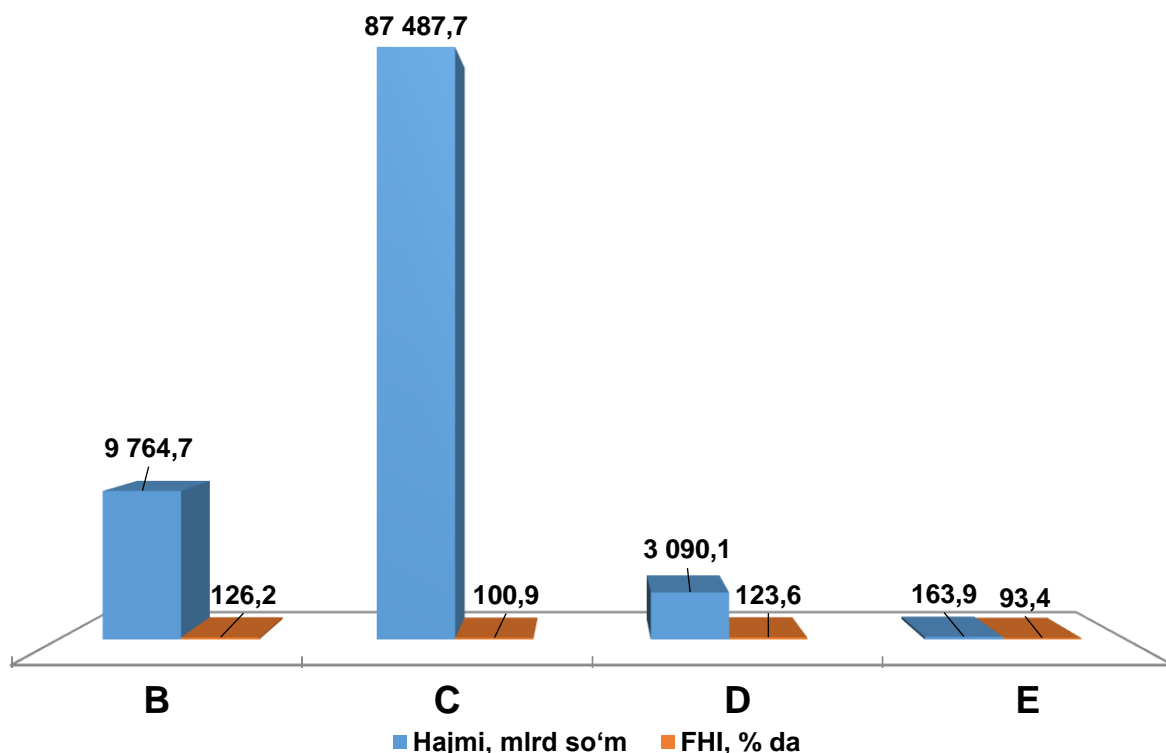 87 487,7
9 764,7
3 090,1
126,2
100,9
123,6
163,9
93,4
B
C
D
E
Hajmi, mlrd so‘m
FHI, % da